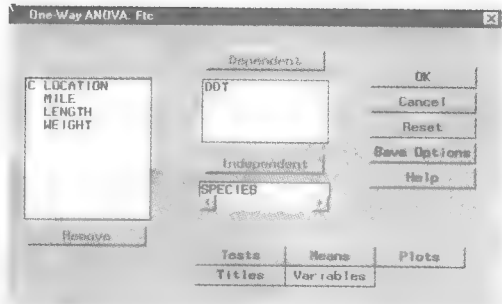 One-Way ANOVA. Ftc
Dependent
C LOCATION
MILE
LENGTH
WEIGHT
DDT
OK
Cancel
Reset
Save Options
Help
Independent
SPECIES
Remove
Tests
Means
Plots
Titles
Variables